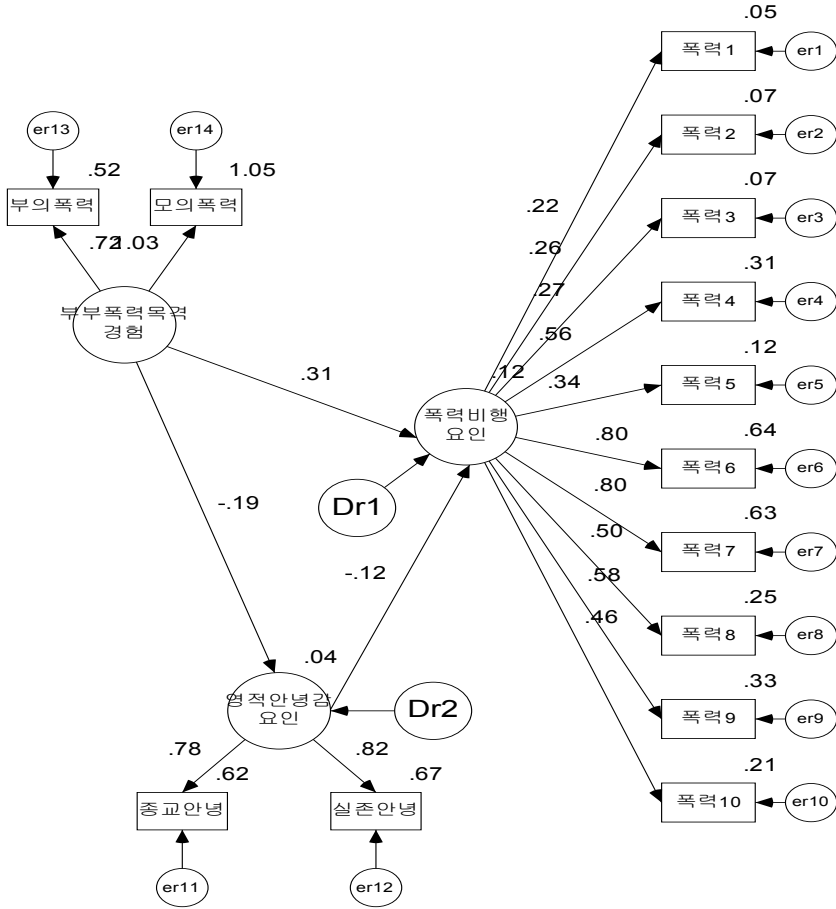 .05
폭력1
er1
.07
폭력2
er2
.07
폭력3
er3
.31
폭력4
er4
.12
폭력5
er5
.64
폭력6
er6
.63
폭력7
er7
.25
폭력8
er8
.33
폭력9
er9
.21
폭력10
er10
.22
.26
.27
.56
.34
.80
.80
.50
.58
.46
er13
er14
.52
1.05
부의폭력
모의폭력
.72
1.03
부부폭력목격
경험
.31
.12
폭력비행
요인
Dr1
-.19
-.12
.04
영적안녕감
요인
Dr2
.78
.62
.82
.67
종교안녕
실존안녕
er11
er12